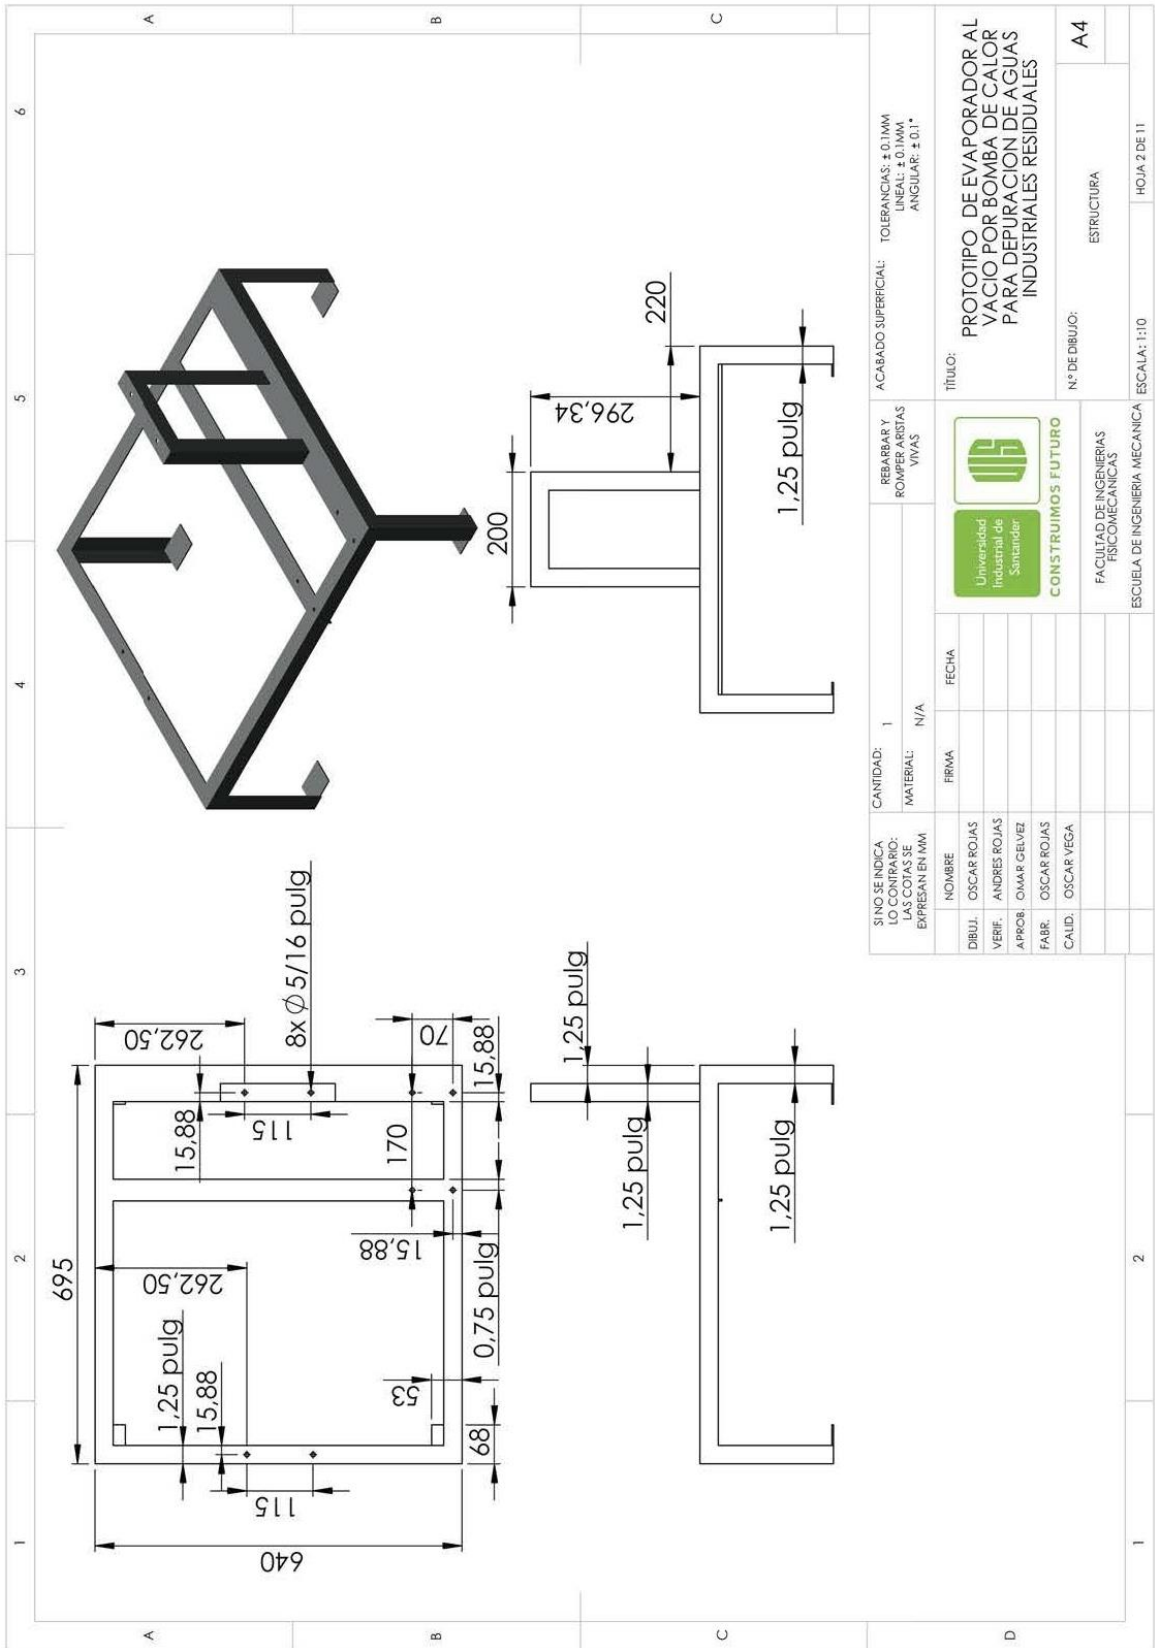 1
2
3
4
5
6
A
B
C
D
A
B
C
1
2
695
640
115
1,25 pulg
15,88
262,50
68
53
15,88
0,75 pulg
170
15,88
115
262,50
8x Ø 5/16 pulg
70
15,88
1,25 pulg
1,25 pulg
1,25 pulg
200
296,34
220
1,25 pulg
SI NO SE INDICA
LO CONTRARIO:
LAS COTAS SE
EXPRESAN EN MM
CANTIDAD: 1
MATERIAL: N/A
REBARBAR Y
ROMPER ARISTAS
VIVAS
ACABADO SUPERFICIAL:
TOLERANCIAS: ± 0.1MM
LINEAL: ± 0.1MM
ANGULAR: ± 0.1°
NOMBRE FIRMA FECHA
DIBUJ. OSCAR ROJAS
VERIF. ANDRES ROJAS
APROB. OMAR GELVEZ
FABR. OSCAR ROJAS
CALID. OSCAR VEGA
Universidad
Industrial de
Santander
UIS
CONSTRUIMOS FUTURO
FACULTAD DE INGENIERIAS
FISICOMECANICAS
ESCUELA DE INGENIERIA MECANICA
TÍTULO:
PROTOTIPO DE EVAPORADOR AL
VACIO POR BOMBA DE CALOR
PARA DEPURACION DE AGUAS
INDUSTRIALES RESIDUALES
N.º DE DIBUJO:
ESTRUCTURA
A4
ESCALA: 1:10
HOJA 2 DE 11